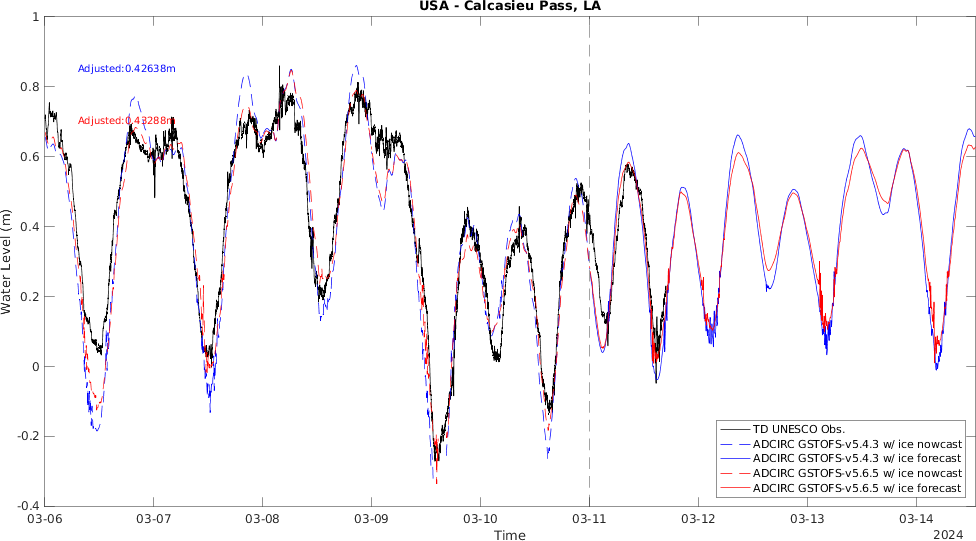 USA - Calcasieu Pass, LA
1
0.8
0.6
0.4
0.2
0
-0.2
-0.4
Water Level (m)
Adjusted:0.42638m
Adjusted:0.43288m
TD UNESCO Obs.
ADCIRC GSTOFS-v5.4.3 w/ ice nowcast
ADCIRC GSTOFS-v5.4.3 w/ ice forecast
ADCIRC GSTOFS-v5.6.5 w/ ice nowcast
ADCIRC GSTOFS-v5.6.5 w/ ice forecast
03-06 03-07 03-08 03-09 03-10 03-11 03-12 03-13 03-14
Time
2024